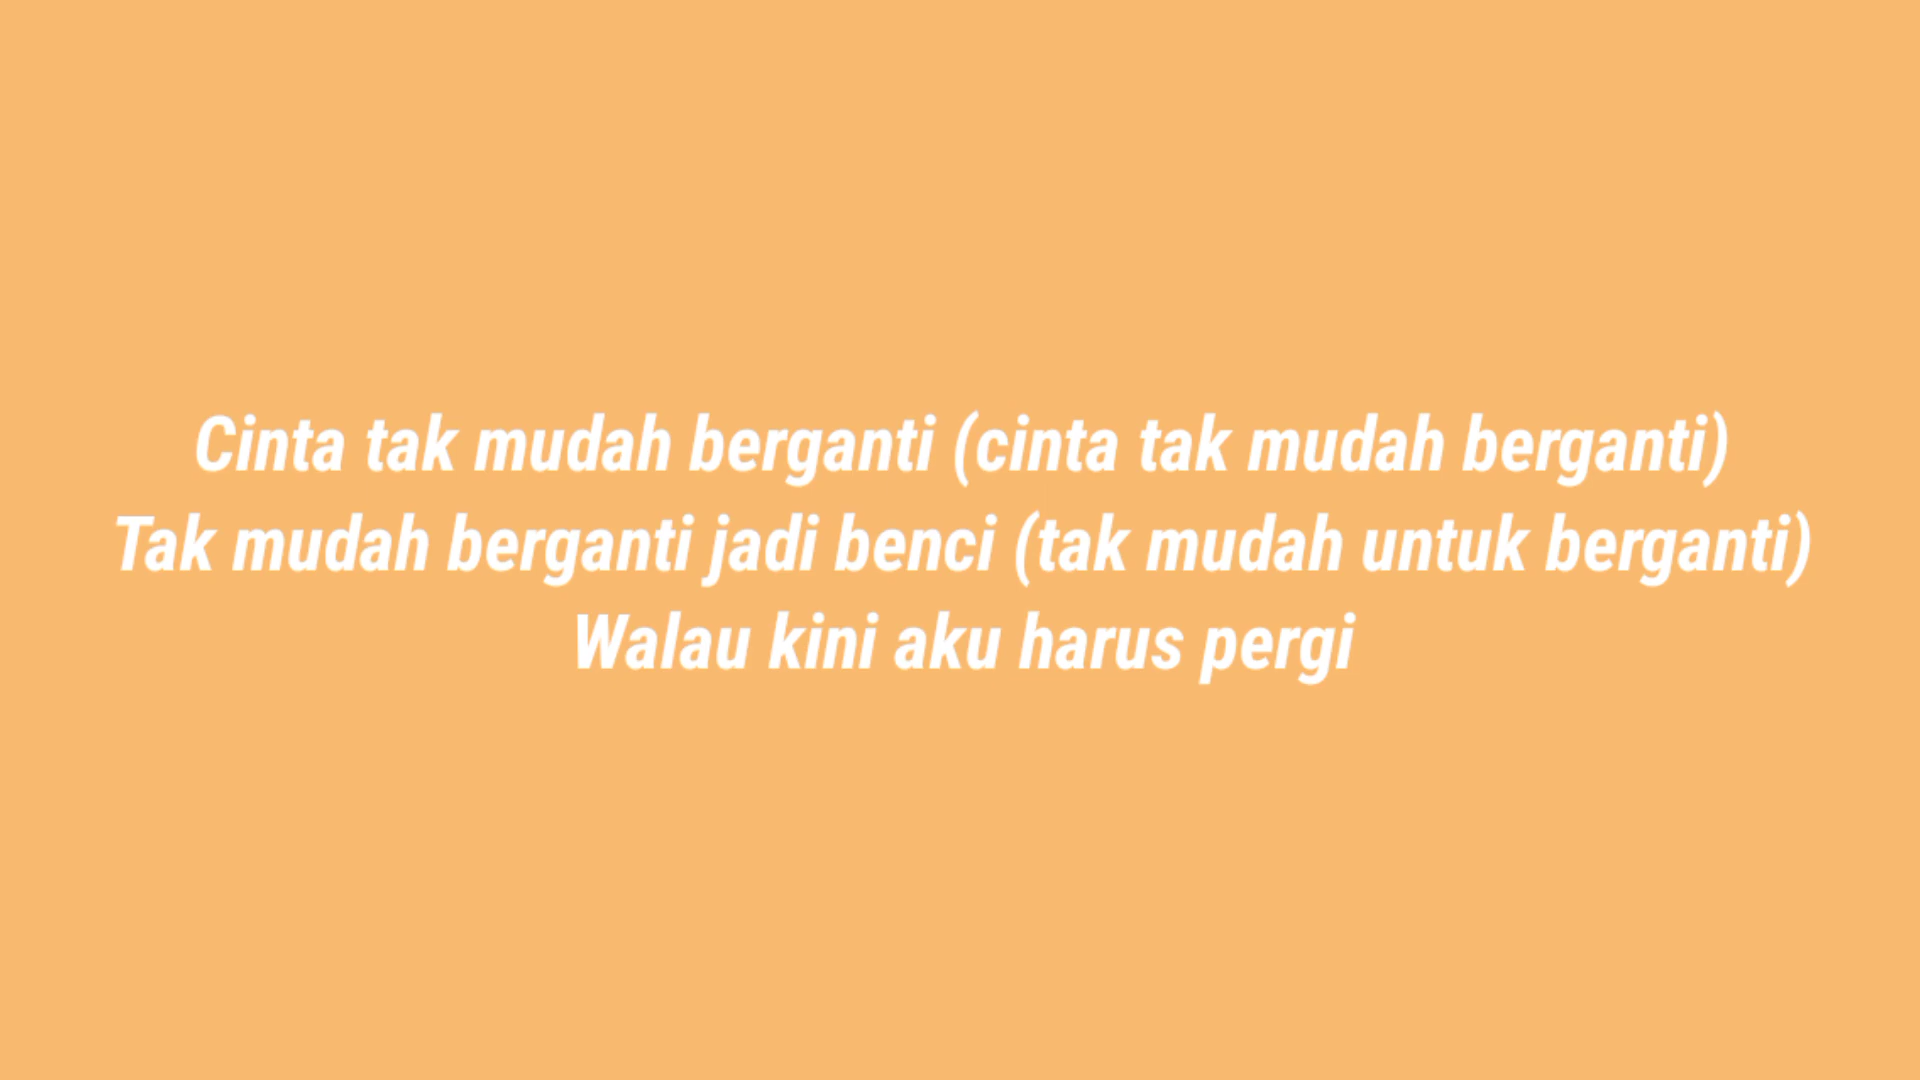 Cinta tak mudah berganti (cinta tak mudah berganti)
Tak mudah berganti jadi benci (tak mudah untuk berganti)
Walau kini aku harus pergi